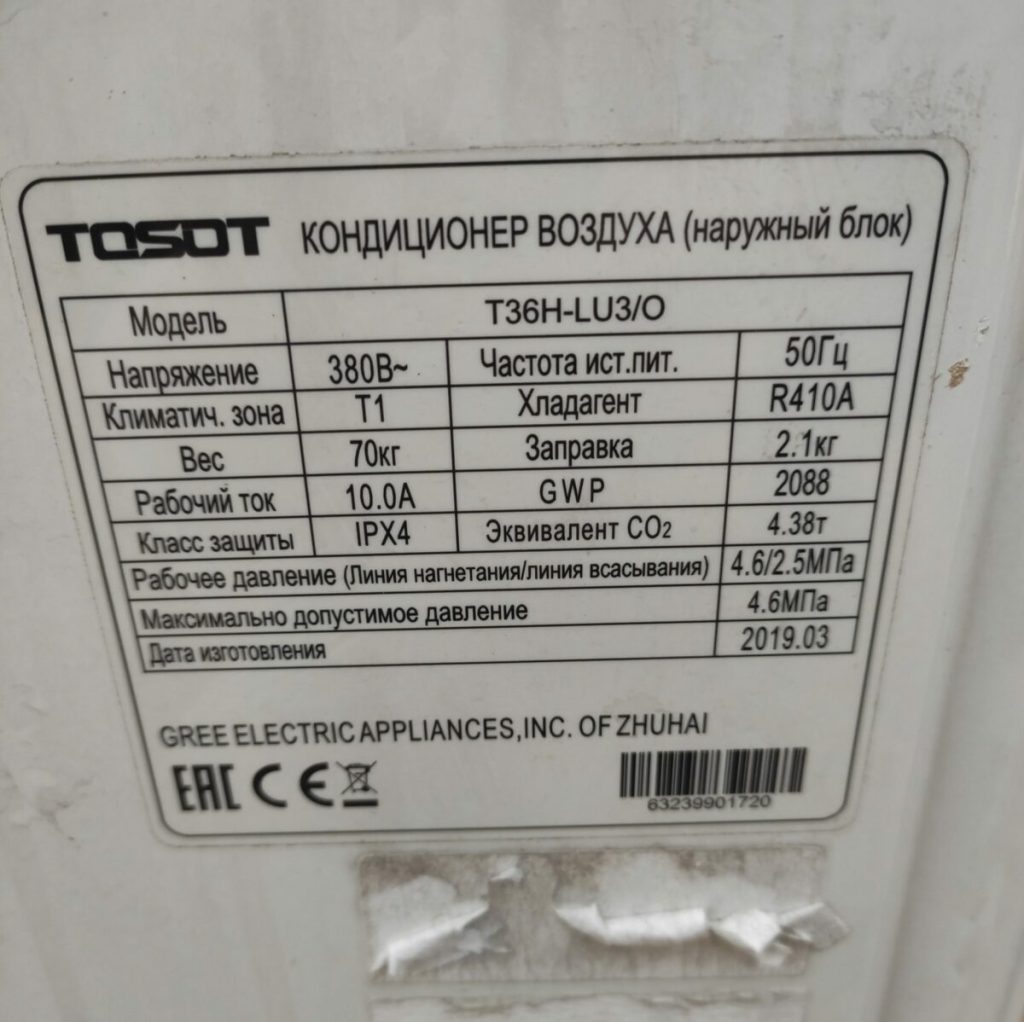 TOSOT КОНДИЦИОНЕР ВОЗДУХА (наружный блок)
Модель T36H-LU3/O
Напряжение 380В~ Частота ист.пит. 50Гц
Климатич. зона T1 Хладагент R410A
Вес 70кг Заправка 2.1кг
Рабочий ток 10.0A GWP 2088
Класс защиты IPX4 Эквивалент CO2 4.38т
Рабочее давление (Линия нагнетания/линия всасывания) 4.6/2.5МПа
Максимально допустимое давление 4.6МПа
Дата изготовления 2019.03
GREE ELECTRIC APPLIANCES,INC. OF ZHUHAI
EAC CE
63239901720